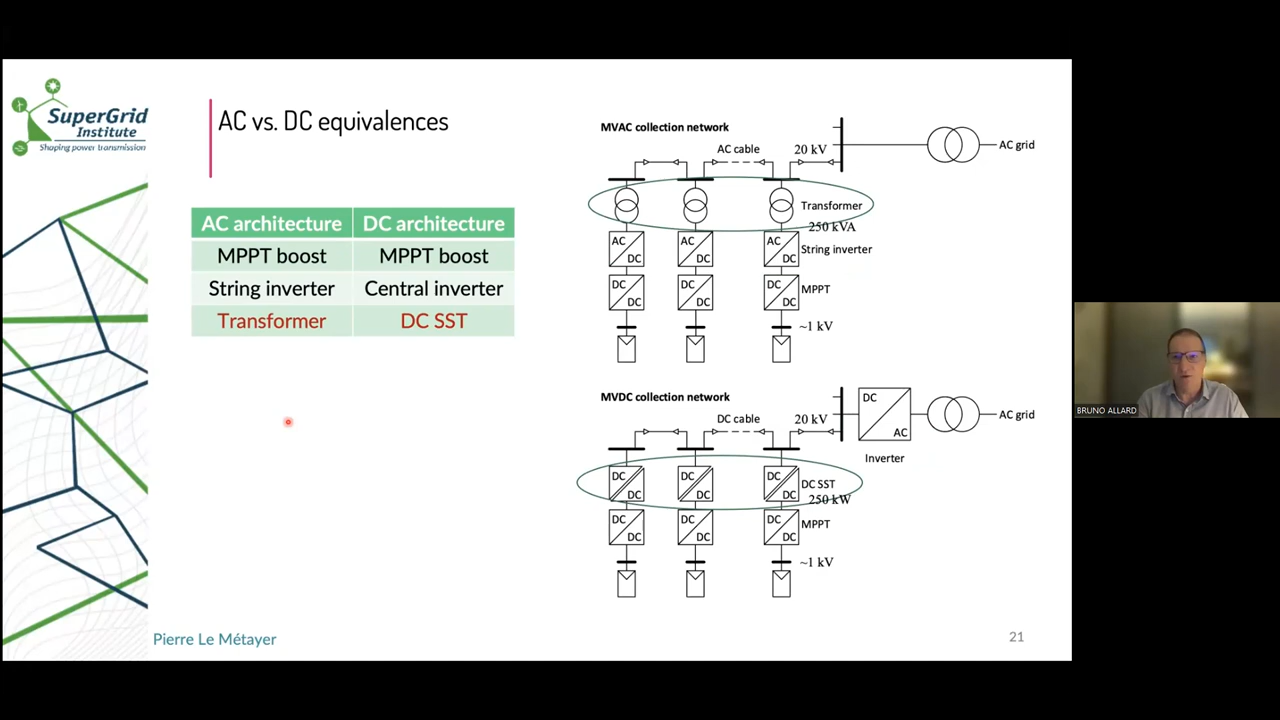 SuperGrid
Institute
Shaping power transmission
AC vs. DC equivalences
AC architecture DC architecture
MPPT boost MPPT boost
String inverter Central inverter
Transformer DC SST
MVAC collection network
AC cable
20 kV
AC grid
Transformer
250 kVA
AC DC AC DC AC DC
String inverter
DC DC DC DC DC DC
MPPT
~1 kV
MVDC collection network
DC cable
20 kV
DC AC
AC grid
Inverter
DC DC DC DC DC DC
DC SST
250 kW
DC DC DC DC DC DC
MPPT
~1 kV
Pierre Le Métayer
21
BRUNO ALLARD